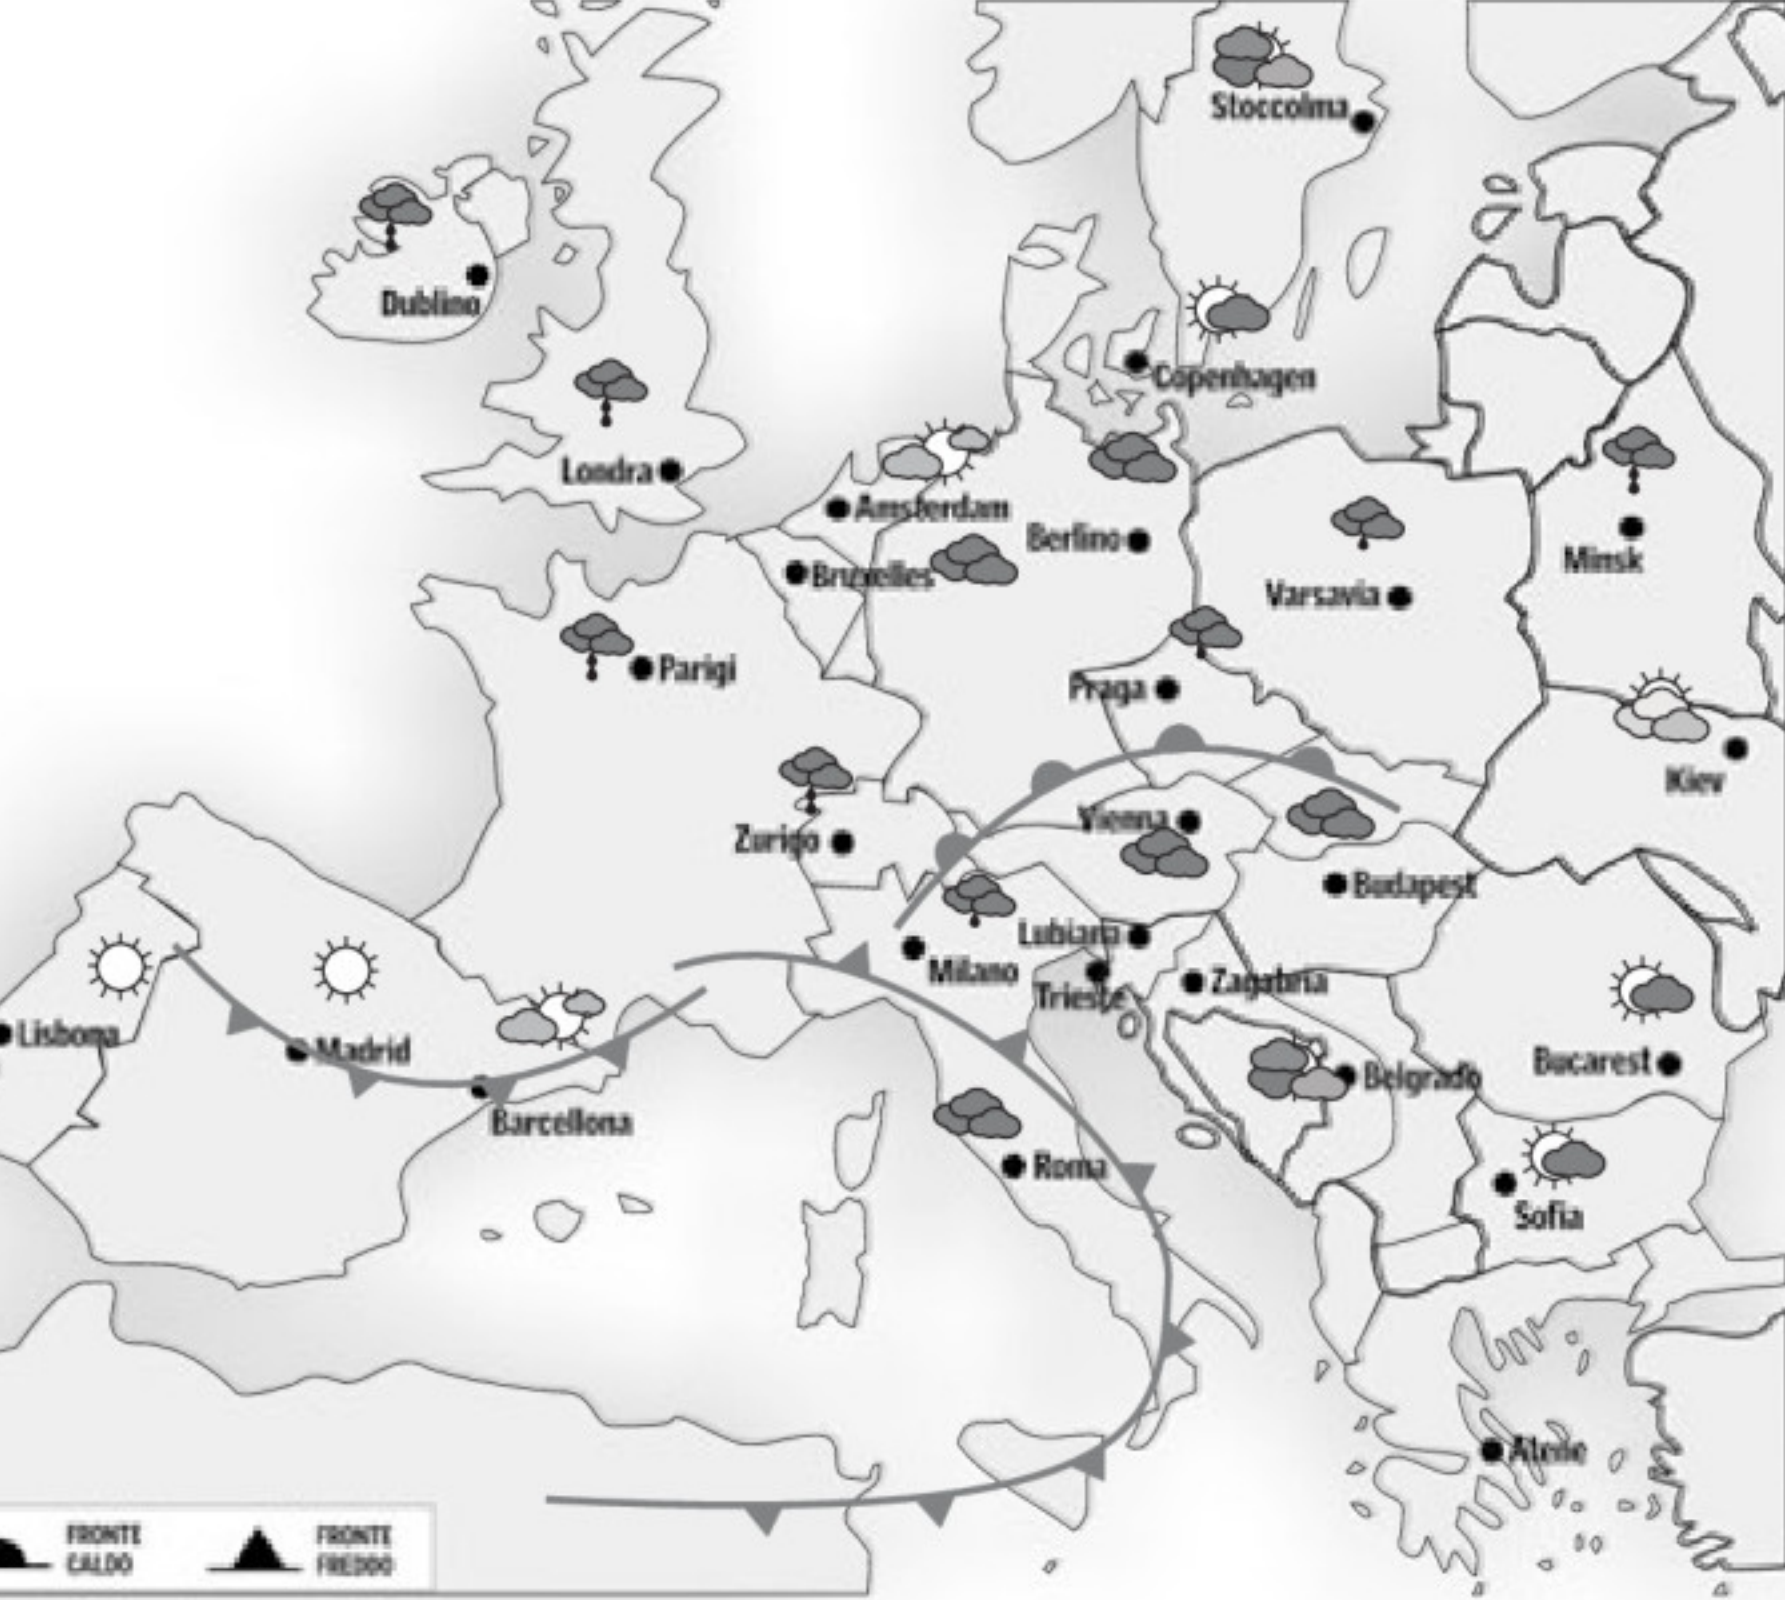 Stoccolma
Dublino
Copenhagen
Londra
Amsterdam
Berlino
Minsk
Bruxelles
Varsavia
Parigi
Praga
Kiev
Vienna
Zurigo
Budapest
Lubiana
Milano
Zagabria
Trieste
Lisbona
Madrid
Belgrado
Bucarest
Barcellona
Roma
Sofia
Atene
FRONTE
CALDO
FRONTE
FREDDO